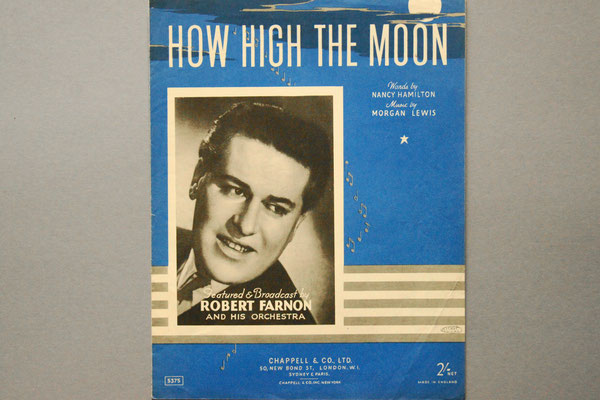 HOW HIGH THE MOON
Words by
NANCY HAMILTON
Music by
MORGAN LEWIS
Featured & Broadcast by
ROBERT FARNON
AND HIS ORCHESTRA
CHAPPELL & CO., LTD.
50, NEW BOND ST, LONDON, W.1.
SYDNEY & PARIS.
CHAPPELL & CO, INC. NEW YORK
5375
2/- NET
MADE IN ENGLAND